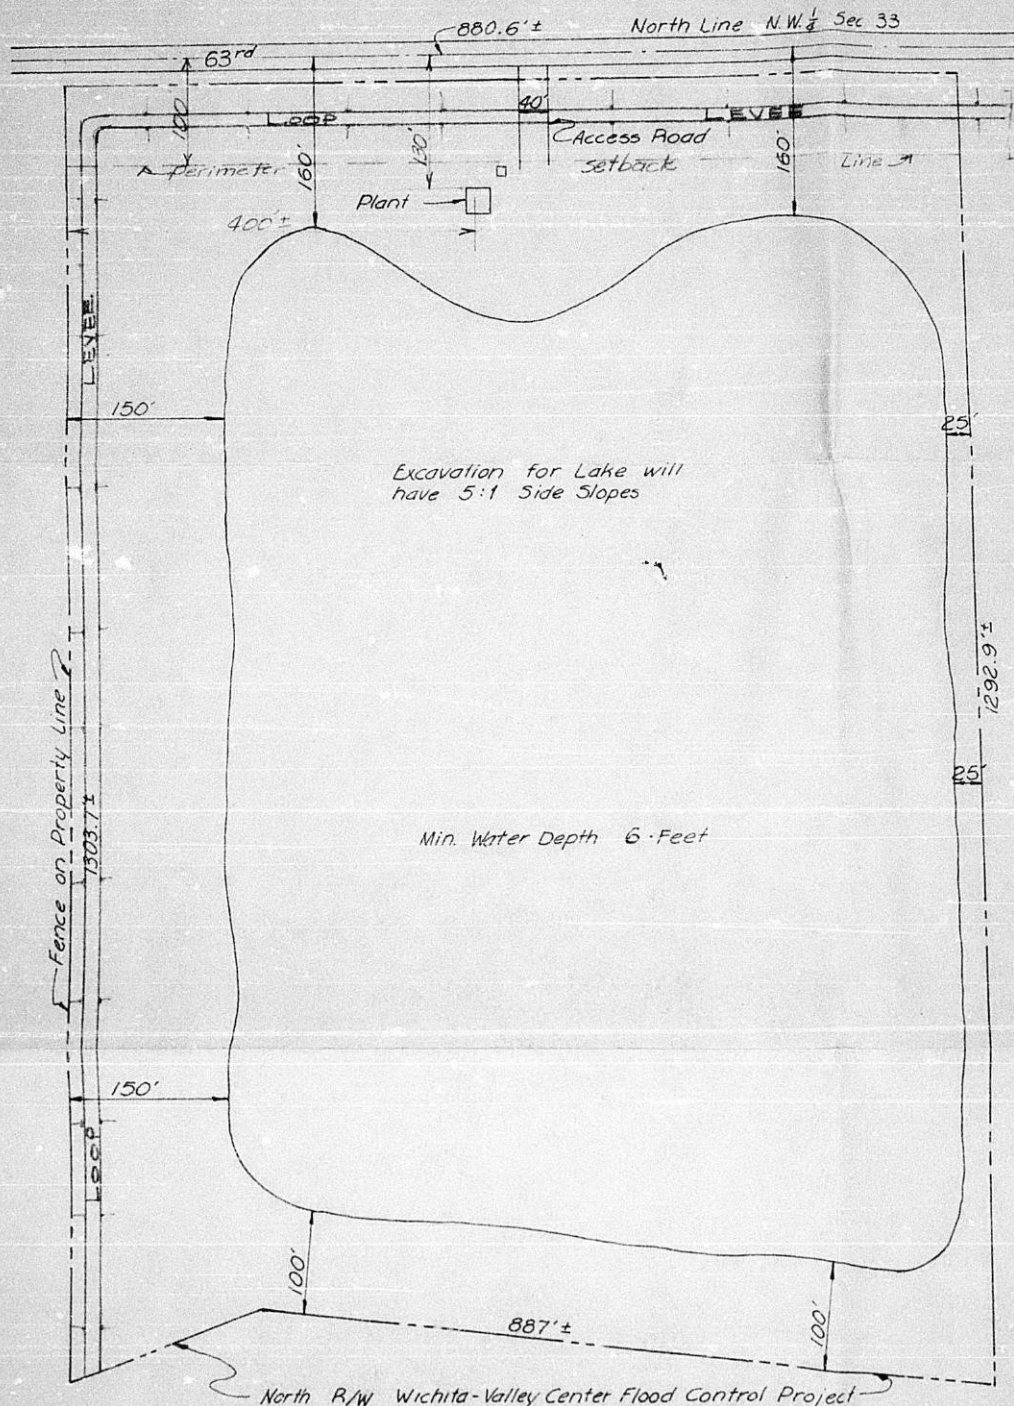 880.6'±
North Line N.W.¼ Sec 33
63rd
100'
160'
130'
40'
LOOP
LEVEE
Access Road
setback
160'
Perimeter
Line
Plant
400'±
LEVEE
150'
25'
Excavation for Lake will
have 5:1 Side Slopes
Fence on Property Line
1303.7'±
1292.9'±
25'
Min. Water Depth 6-Feet
150'
LOOP
100'
887'±
100'
North R/W Wichita-Valley Center Flood Control Project